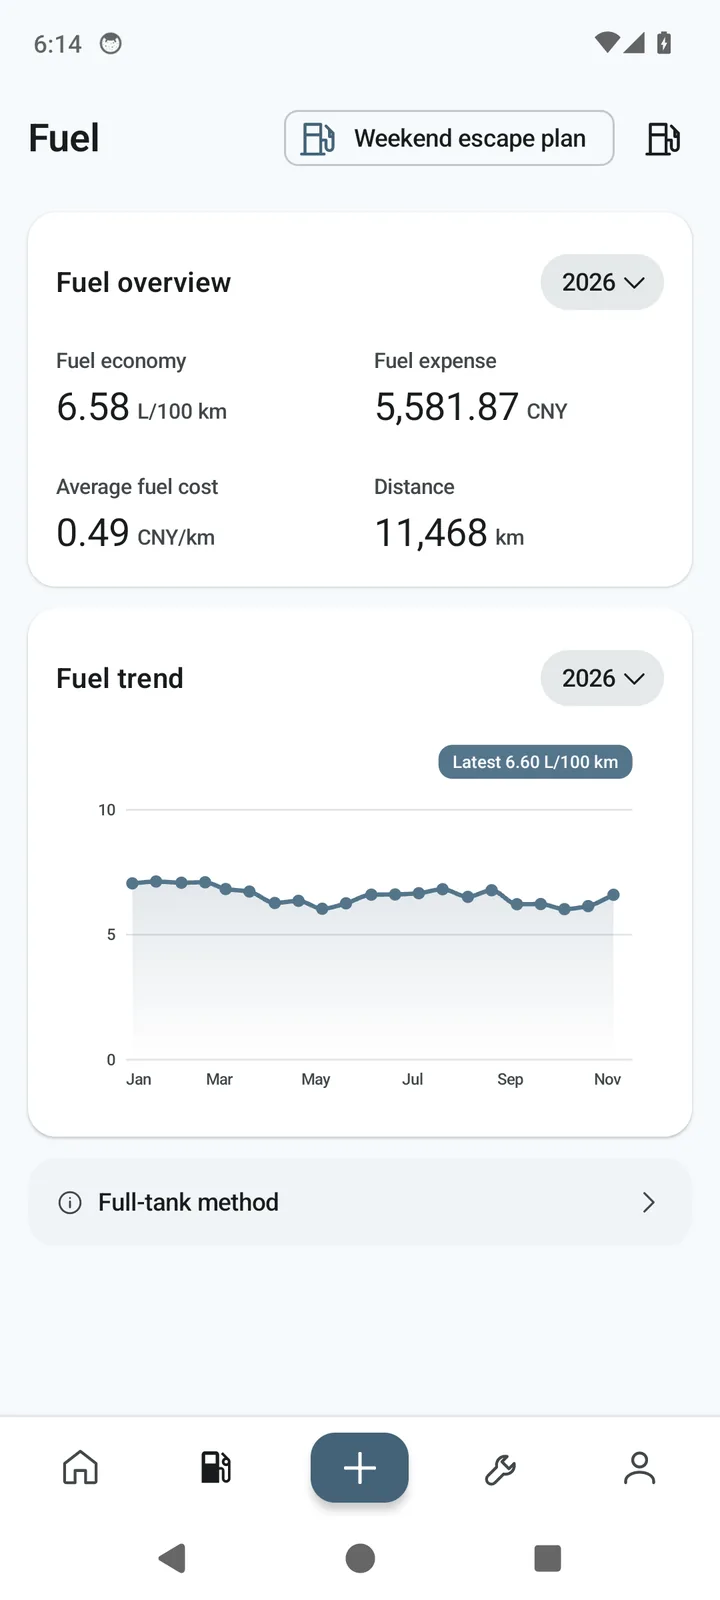 6:14
Fuel
Weekend escape plan
Fuel overview
2026
Fuel economy
Fuel expense
6.58 L/100 km
5,581.87 CNY
Average fuel cost
Distance
0.49 CNY/km
11,468 km
Fuel trend
2026
Latest 6.60 L/100 km
10
5
0
Jan Mar May Jul Sep Nov
Full-tank method